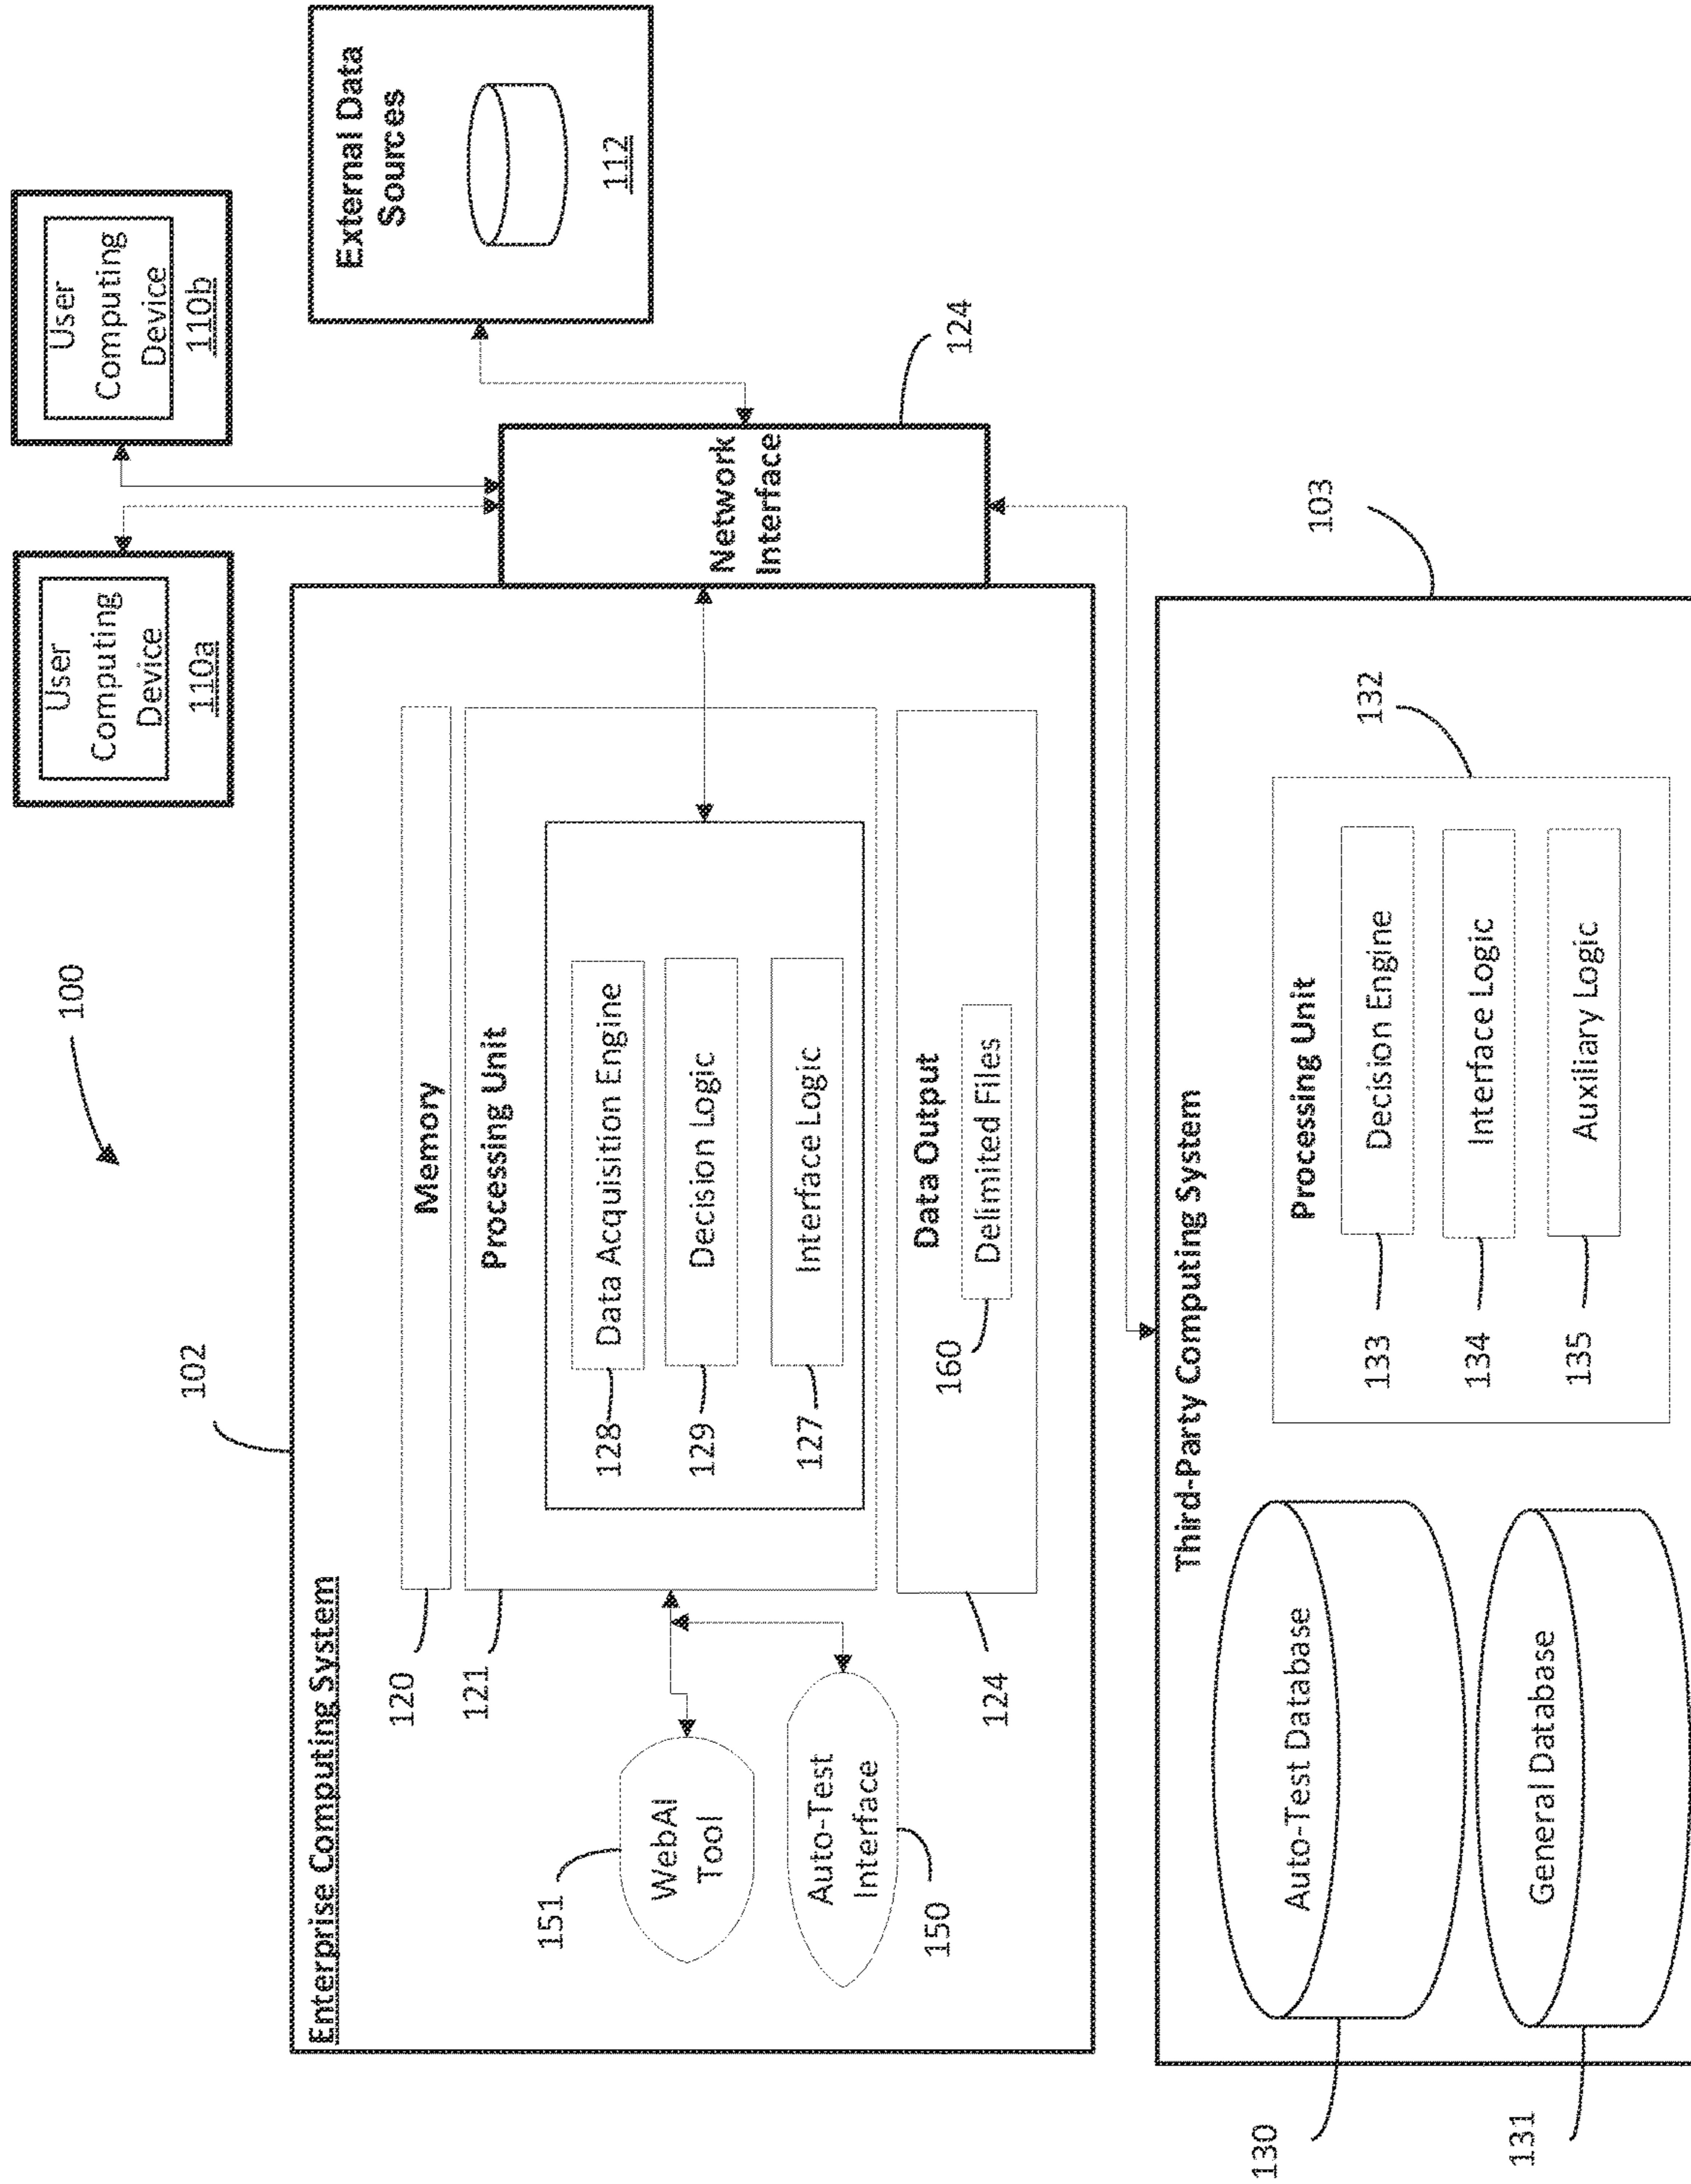 100
User
Computing
Device
110a
User
Computing
Device
110b
102
Enterprise Computing System
120
Memory
121
Processing Unit
128
Data Acquisition Engine
129
Decision Logic
127
Interface Logic
151
WebAI
Tool
Auto-Test
Interface
150
124
Data Output
160
Delimited Files
Network
Interface
124
External Data
Sources
112
Third-Party Computing System
103
130
Auto-Test Database
131
General Database
Processing Unit
132
133
Decision Engine
134
Interface Logic
135
Auxiliary Logic